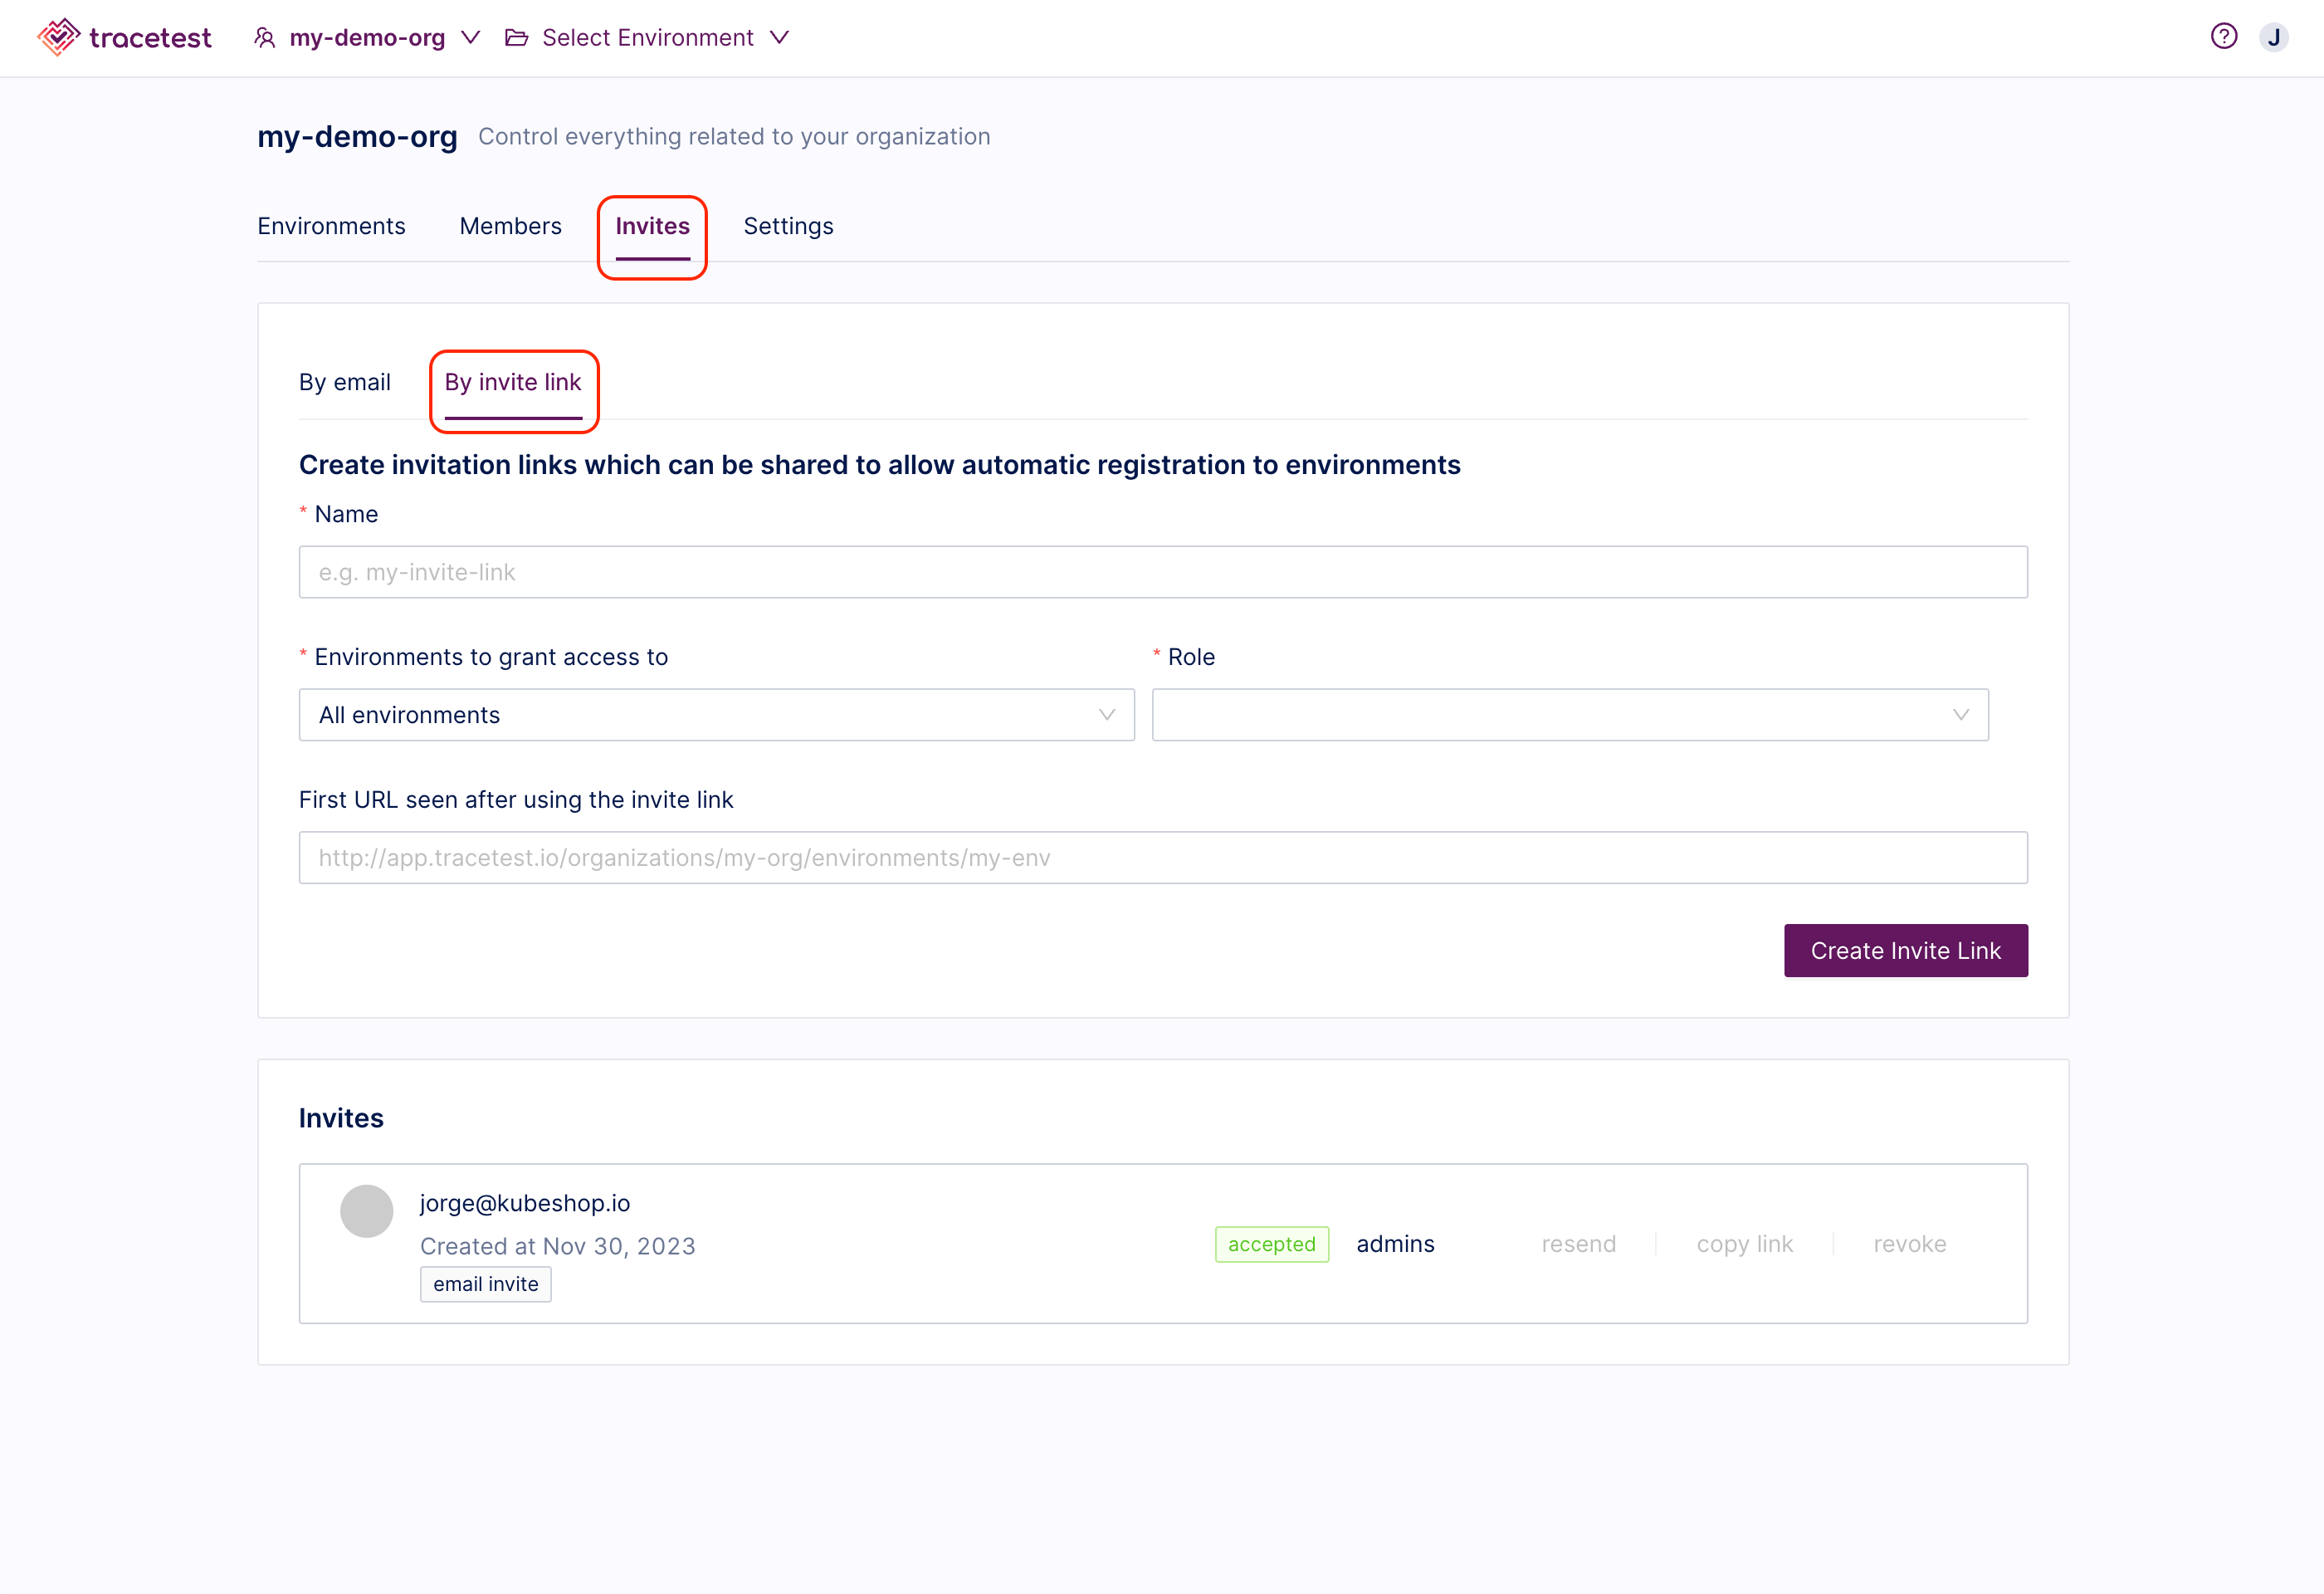 tracetest my-demo-org Select Environment ? J
my-demo-org Control everything related to your organization
Environments Members Invites Settings
By email By invite link
Create invitation links which can be shared to allow automatic registration to environments
* Name
e.g. my-invite-link
* Environments to grant access to * Role
All environments
First URL seen after using the invite link
http://app.tracetest.io/organizations/my-org/environments/my-env
Create Invite Link
Invites
jorge@kubeshop.io
Created at Nov 30, 2023
accepted admins resend copy link revoke
email invite